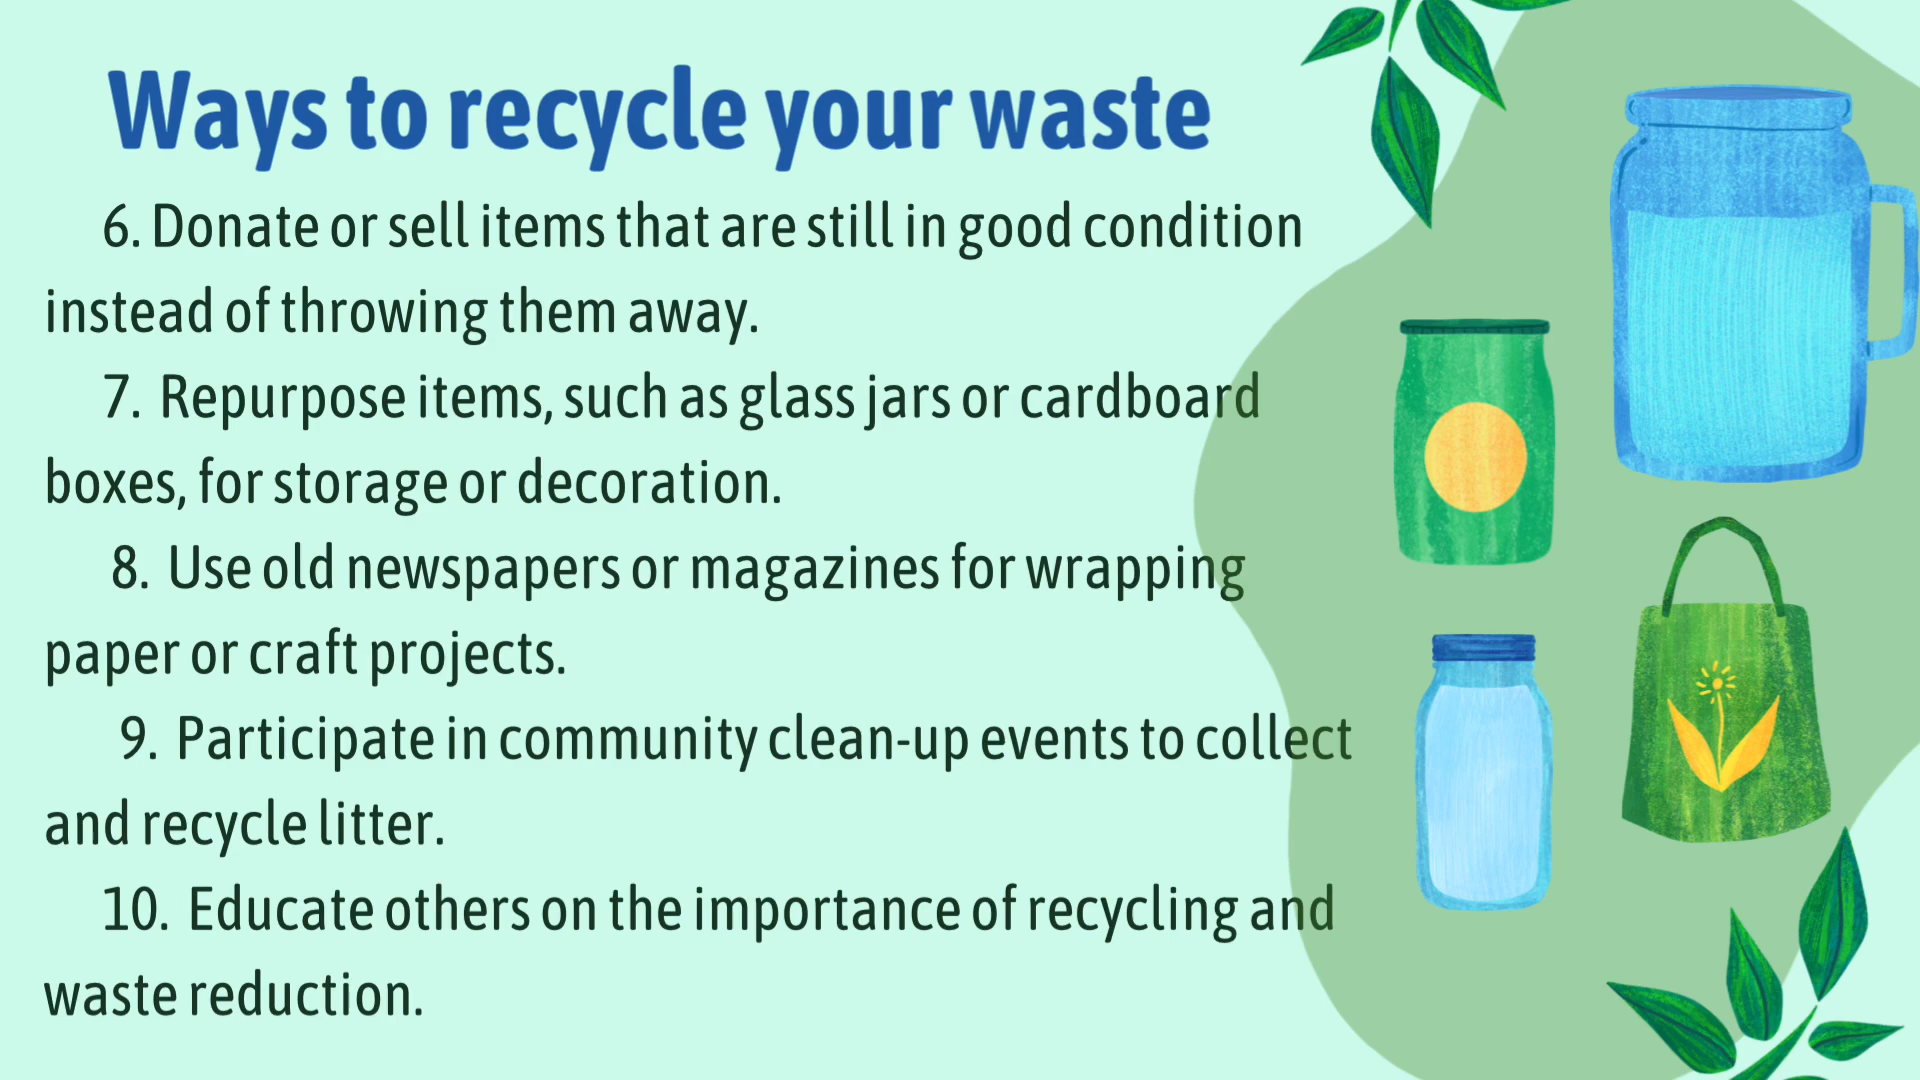 Ways to recycle your waste
6. Donate or sell items that are still in good condition
instead of throwing them away.
7. Repurpose items, such as glass jars or cardboard
boxes, for storage or decoration.
8. Use old newspapers or magazines for wrapping
paper or craft projects.
9. Participate in community clean-up events to collect
and recycle litter.
10. Educate others on the importance of recycling and
waste reduction.